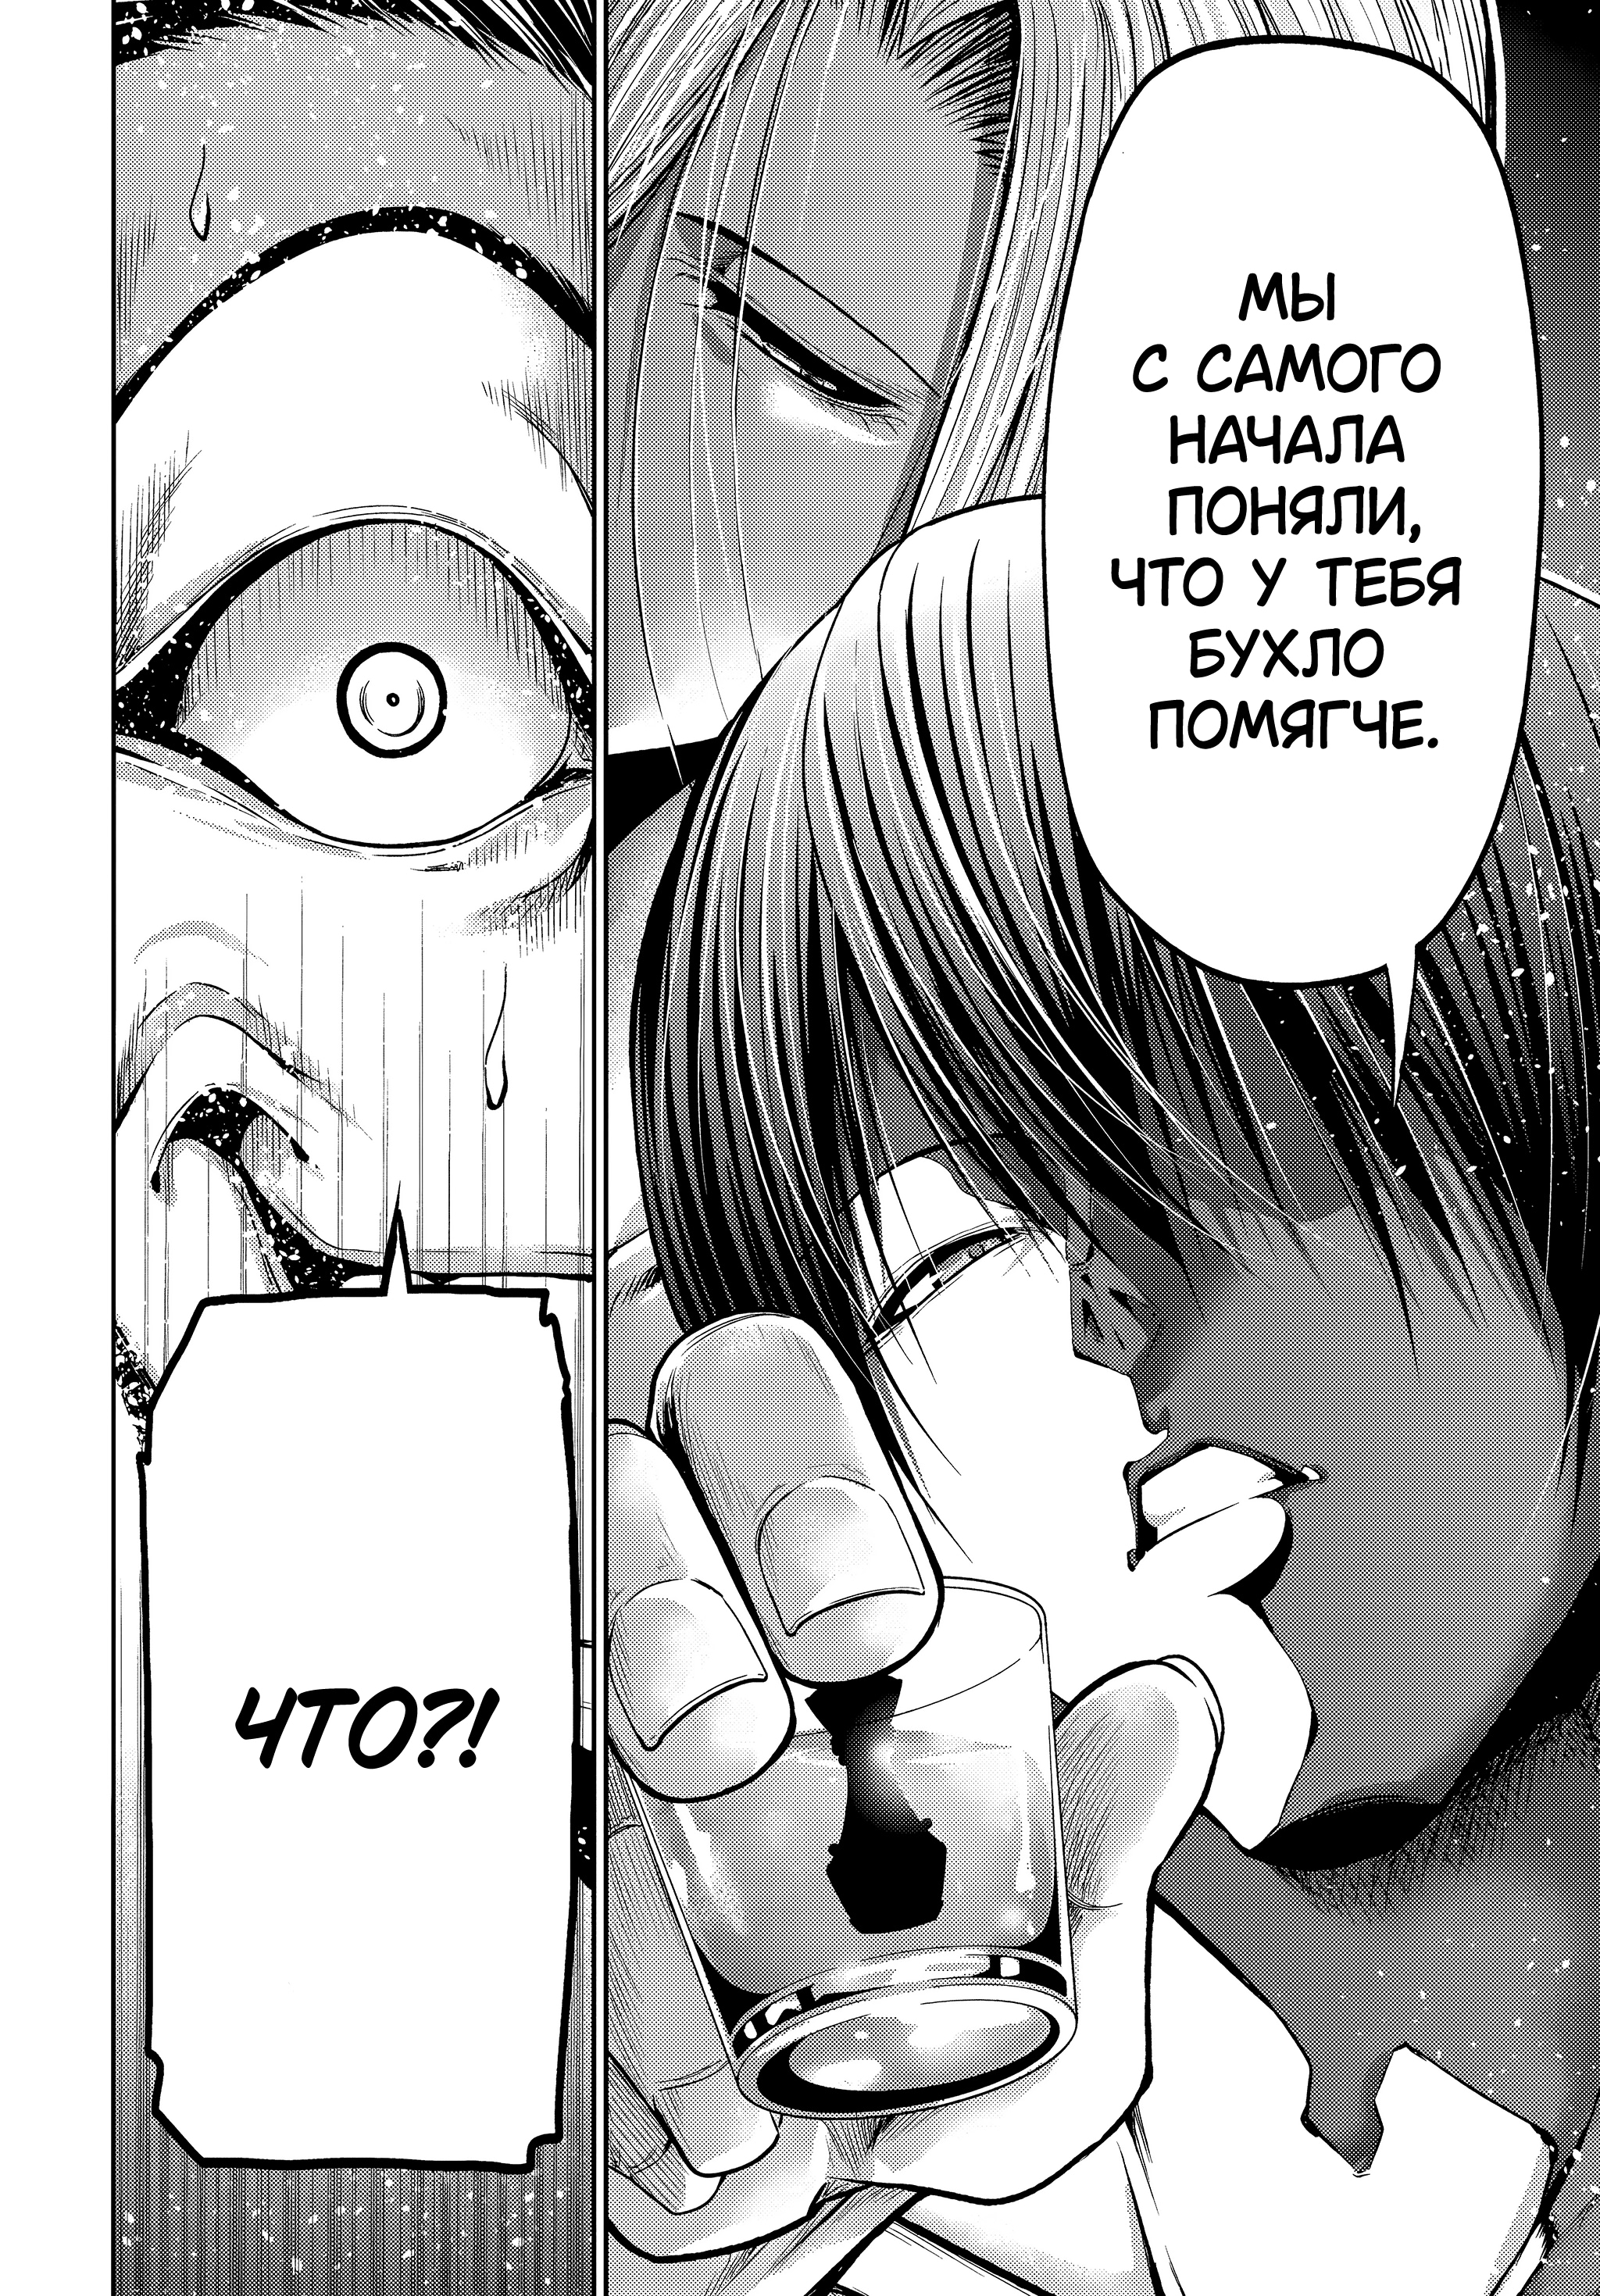 МЫ
С САМОГО
НАЧАЛА
ПОНЯЛИ,
ЧТО У ТЕБЯ
БУХЛО
ПОМЯГЧЕ.
ЧТО?!